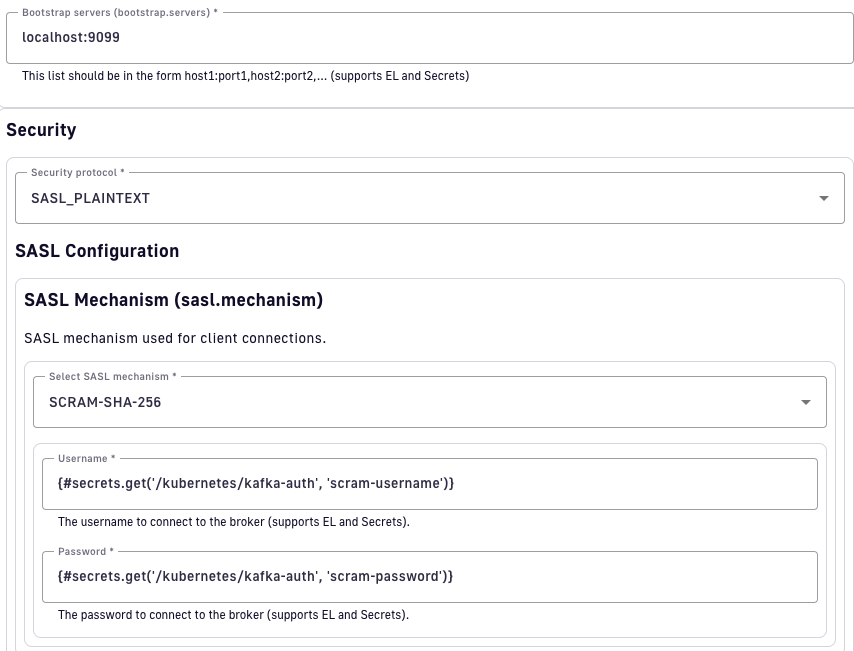 Bootstrap servers (bootstrap.servers) *
localhost:9099
This list should be in the form host1:port1,host2:port2,... (supports EL and Secrets)
Security
Security protocol *
SASL_PLAINTEXT
SASL Configuration
SASL Mechanism (sasl.mechanism)
SASL mechanism used for client connections.
Select SASL mechanism *
SCRAM-SHA-256
Username *
{#secrets.get('/kubernetes/kafka-auth', 'scram-username')}
The username to connect to the broker (supports EL and Secrets).
Password *
{#secrets.get('/kubernetes/kafka-auth', 'scram-password')}
The password to connect to the broker (supports EL and Secrets).